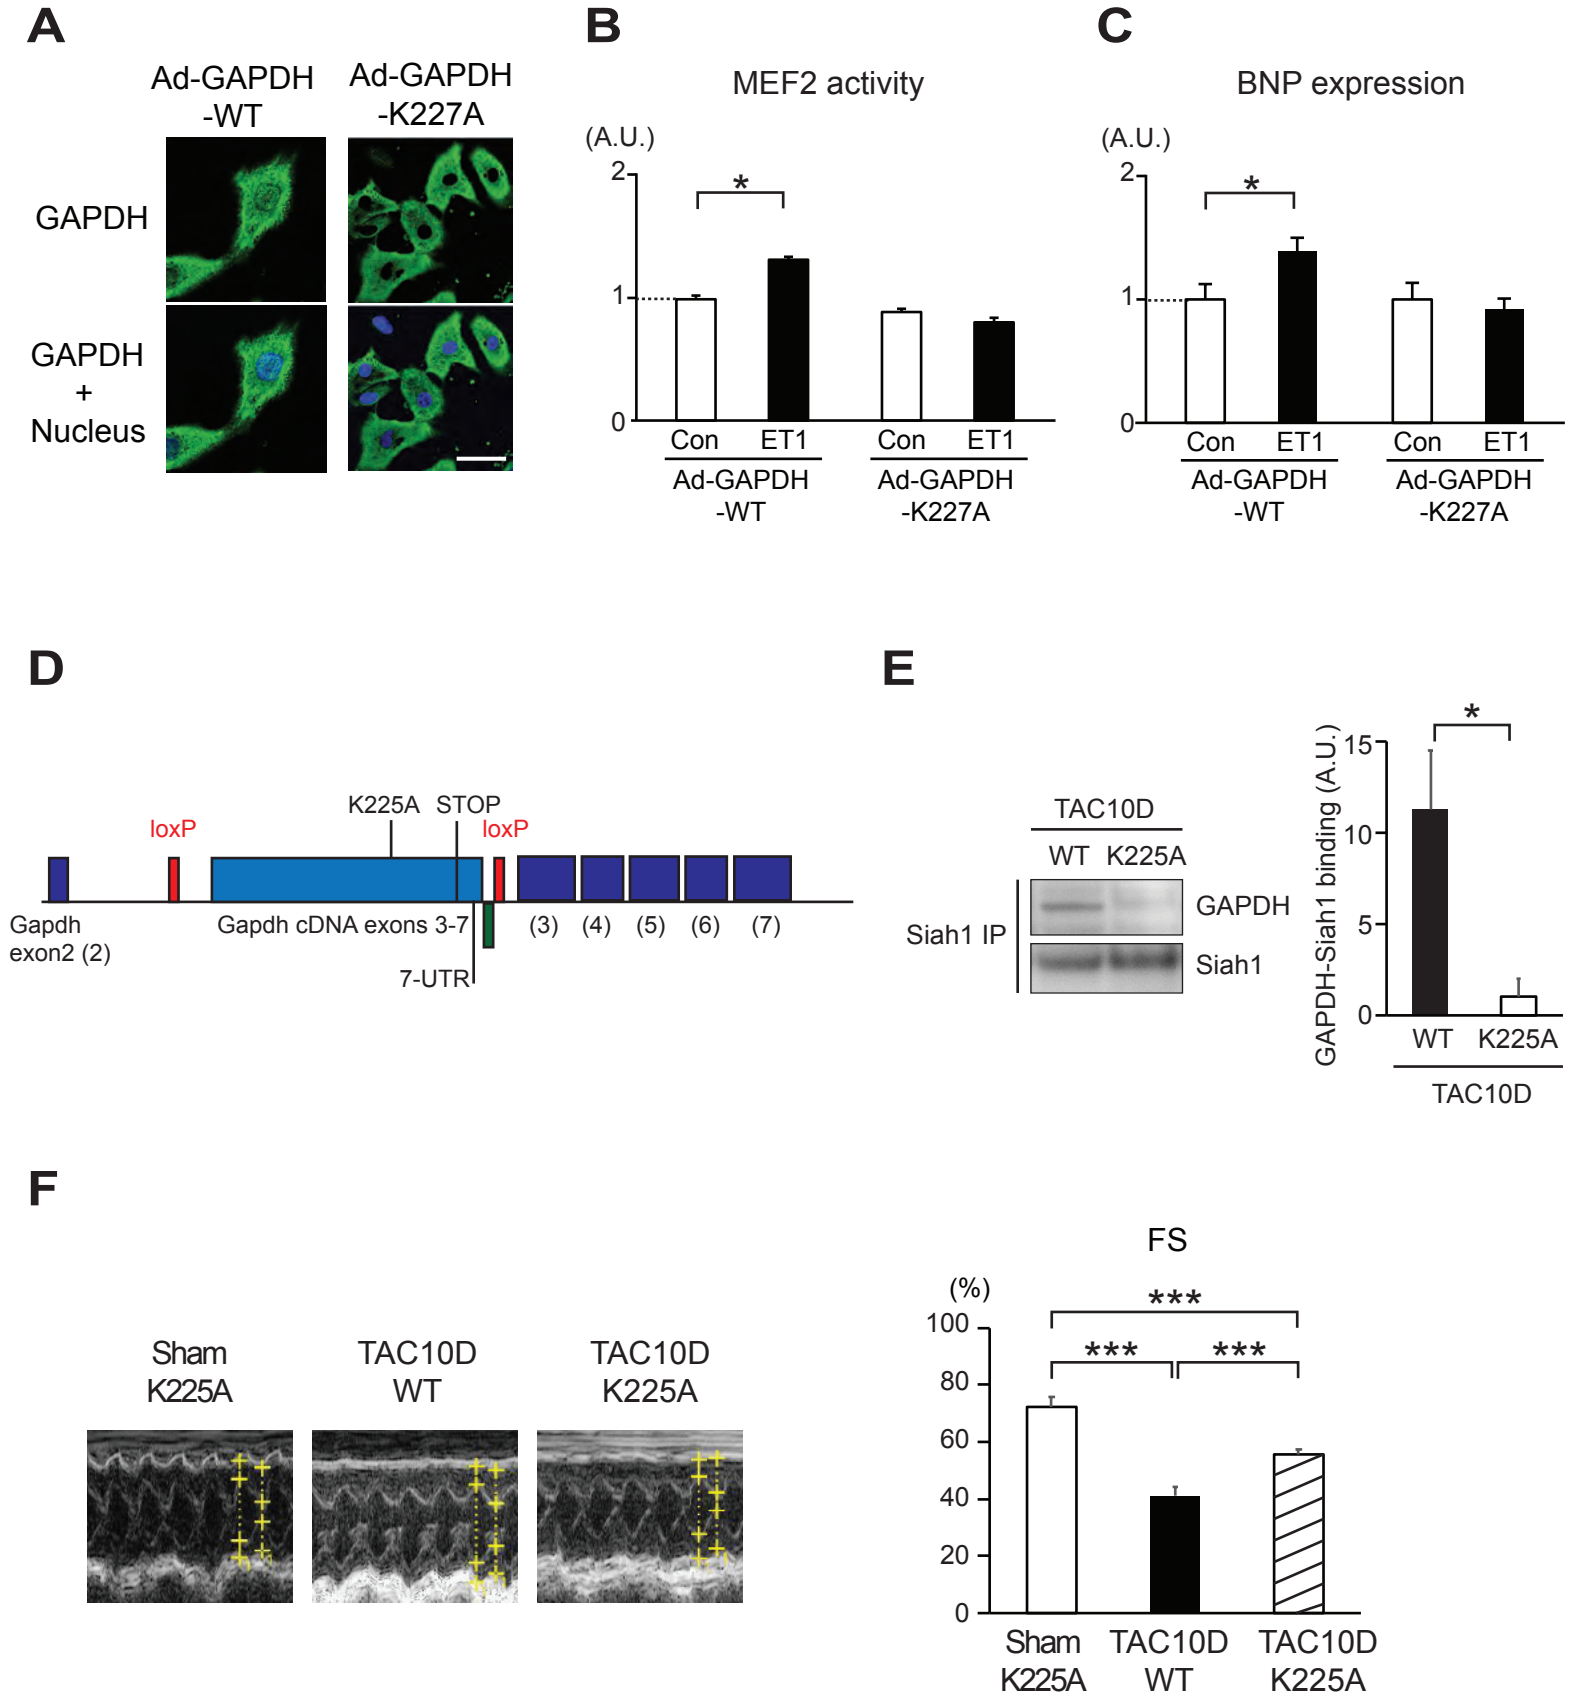 A
B
C
Ad-GAPDH
-WT
Ad-GAPDH
-K227A
GAPDH
GAPDH
+
Nucleus
MEF2 activity
(A.U.)
2
1
0
*
Con
ET1
Con
ET1
Ad-GAPDH
-WT
Ad-GAPDH
-K227A
BNP expression
(A.U.)
2
1
0
*
Con
ET1
Con
ET1
Ad-GAPDH
-WT
Ad-GAPDH
-K227A
D
K225A
STOP
loxP
loxP
Gapdh
exon2 (2)
Gapdh cDNA exons 3-7
(3)
(4)
(5)
(6)
(7)
7-UTR
E
TAC10D
WT
K225A
Siah1 IP
GAPDH
Siah1
GAPDH-Siah1 binding (A.U.)
15
10
5
0
*
WT
K225A
TAC10D
F
Sham
K225A
TAC10D
WT
TAC10D
K225A
FS
(%)
100
80
60
40
20
0
***
***
***
Sham
K225A
TAC10D
WT
TAC10D
K225A